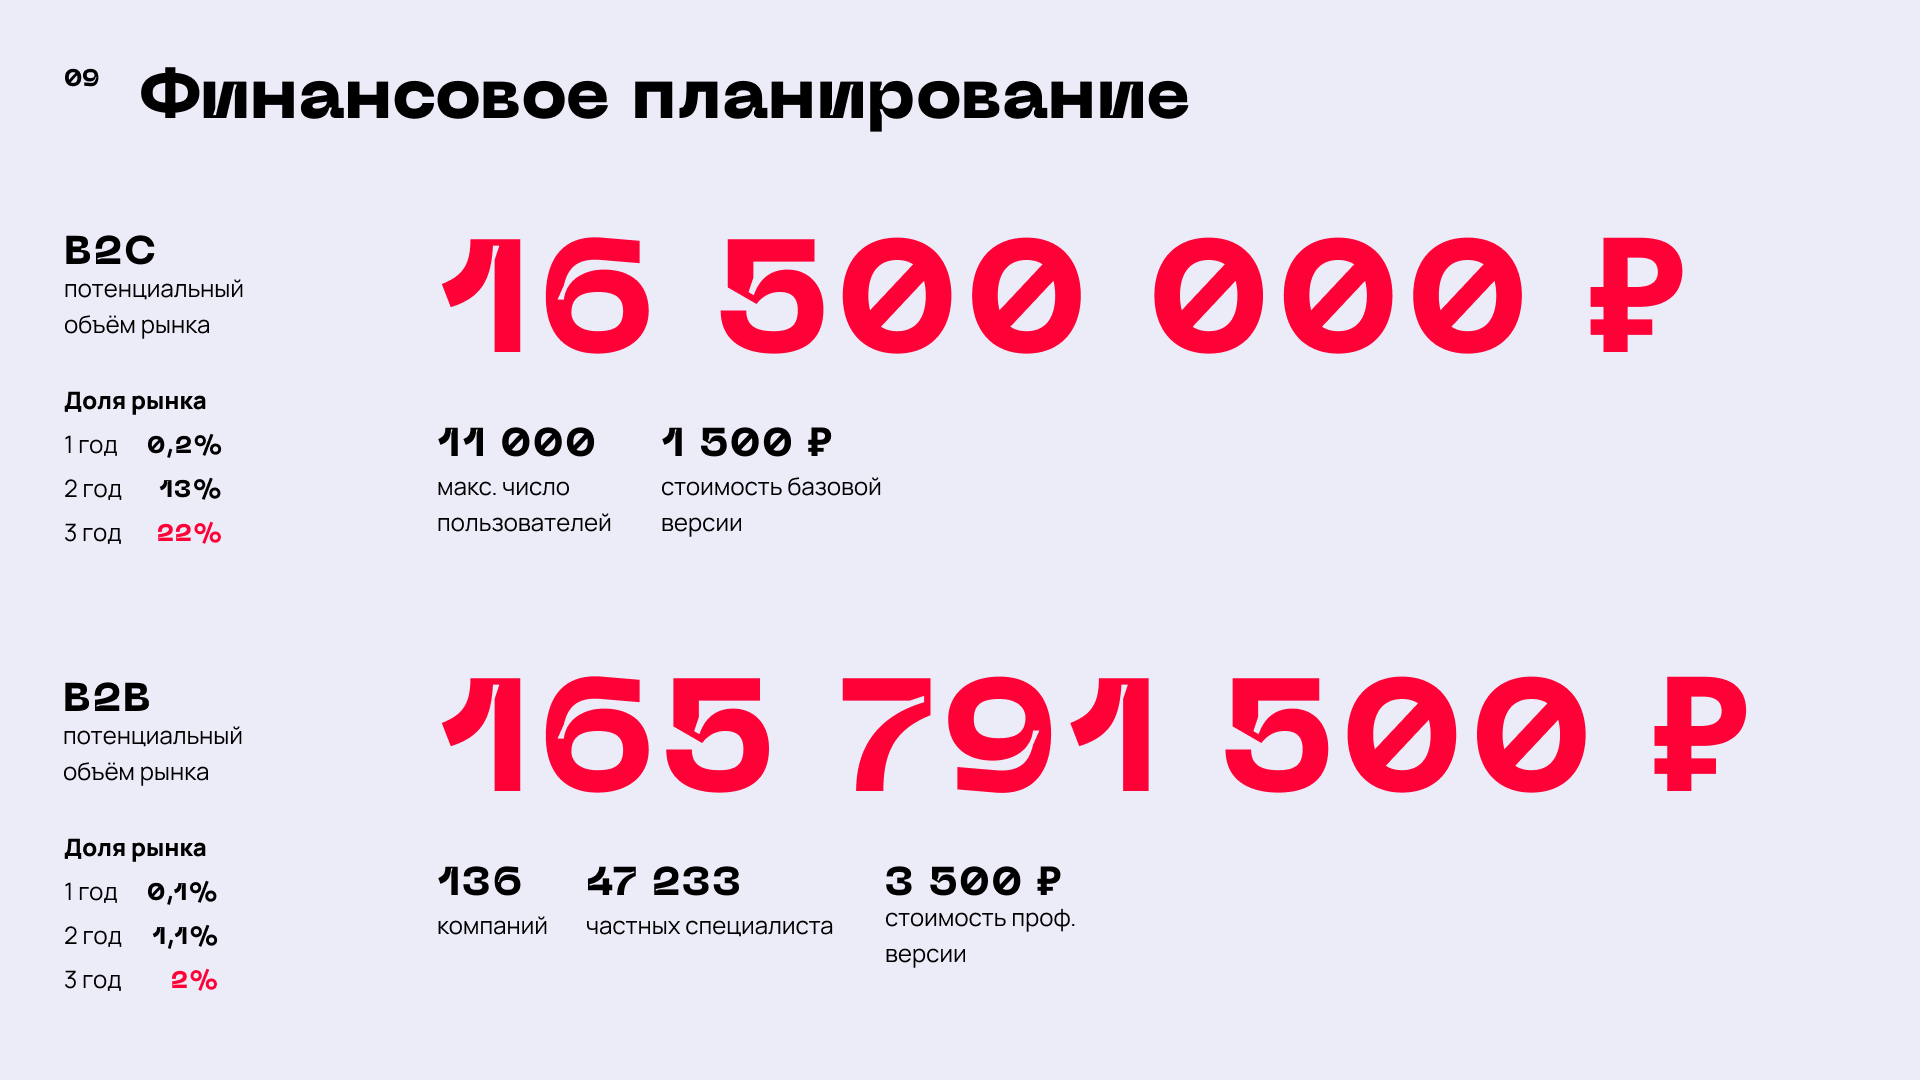 09
Финансовое планирование
B2C
потенциальный
объём рынка
16 500 000 ₽
Доля рынка
1 год 0,2%
2 год 13%
3 год 22%
11 000
макс. число
пользователей
1 500 ₽
стоимость базовой
версии
B2B
потенциальный
объём рынка
165 791 500 ₽
Доля рынка
1 год 0,1%
2 год 1,1%
3 год 2%
136
компаний
47 233
частных специалиста
3 500 ₽
стоимость проф.
версии